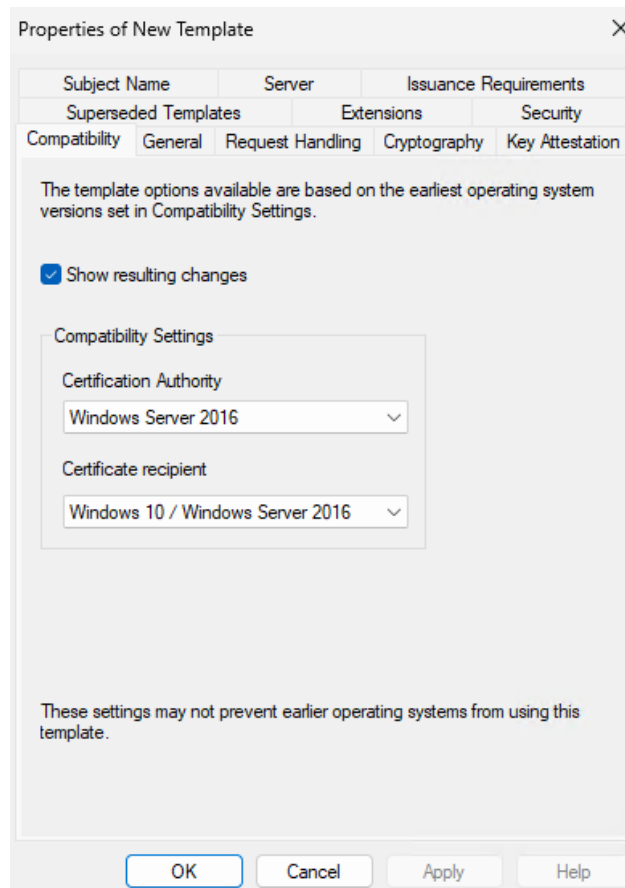 Properties of New Template
Subject Name
Server
Issuance Requirements
Superseded Templates
Extensions
Security
Compatibility
General
Request Handling
Cryptography
Key Attestation
The template options available are based on the earliest operating system
versions set in Compatibility Settings.
Show resulting changes
Compatibility Settings
Certification Authority
Windows Server 2016
Certificate recipient
Windows 10 / Windows Server 2016
These settings may not prevent earlier operating systems from using this
template.
OK
Cancel
Apply
Help